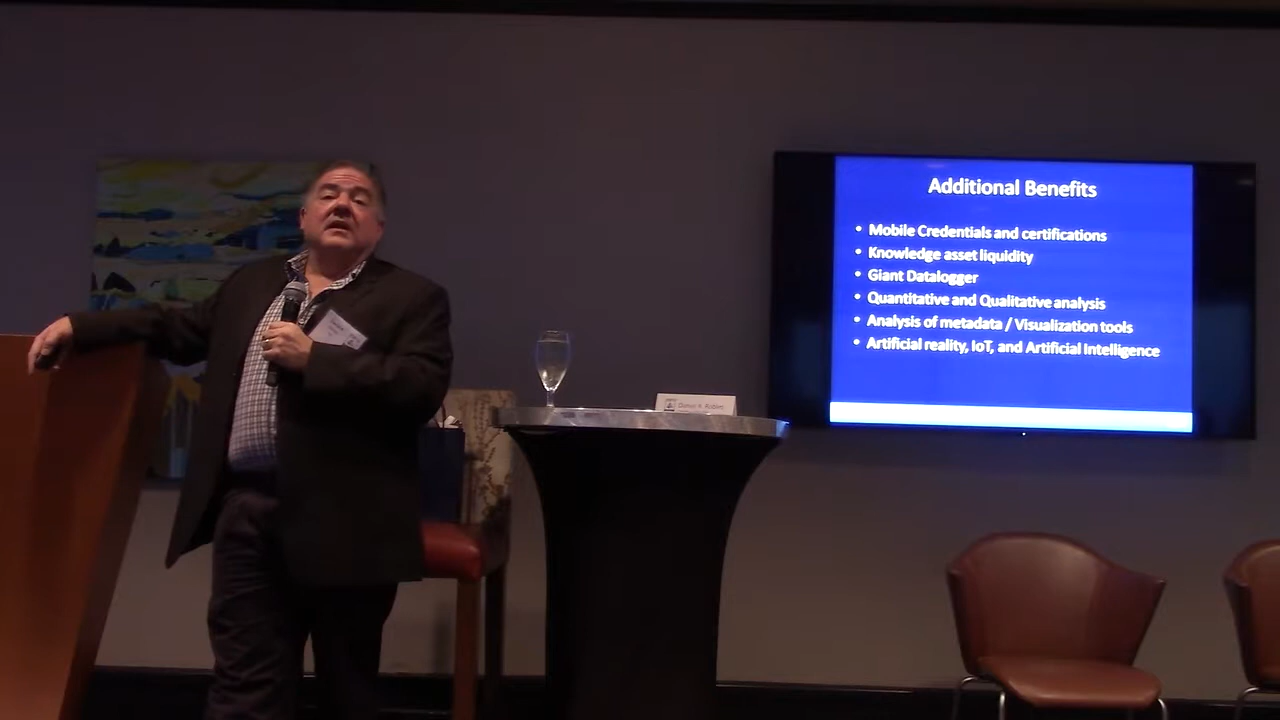 Additional Benefits
• Mobile Credentials and certifications
• Knowledge asset liquidity
• Giant Datalogger
• Quantitative and Qualitative analysis
• Analysis of metadata / Visualization tools
• Artificial reality, IoT, and Artificial Intelligence